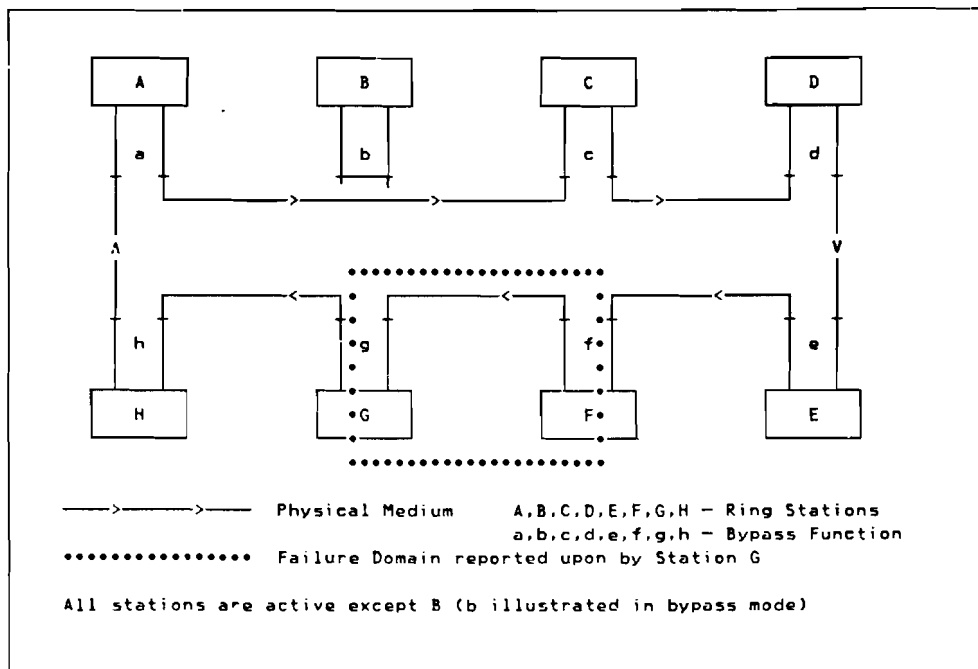 A B C D
a b c d
A V
h g f e
H G F E
Physical Medium A,B,C,D,E,F,G,H — Ring Stations
a,b,c,d,e,f,g,h — Bypass Function
Failure Domain reported upon by Station G
All stations are active except B (b illustrated in bypass mode)